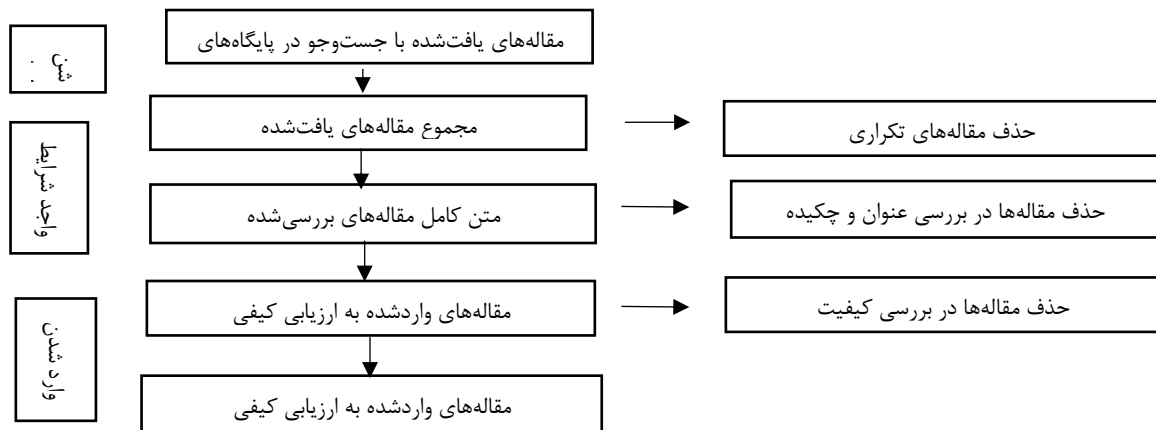 مقاله‌های یافت‌شده با جست‌وجو در پایگاه‌های
مجموع مقاله‌های یافت‌شده
حذف مقاله‌های تکراری
واجد شرایط
متن کامل مقاله‌های بررسی‌شده
حذف مقاله‌ها در بررسی عنوان و چکیده
مقاله‌های واردشده به ارزیابی کیفی
حذف مقاله‌ها در بررسی کیفیت
وارد شدن
مقاله‌های واردشده به ارزیابی کیفی